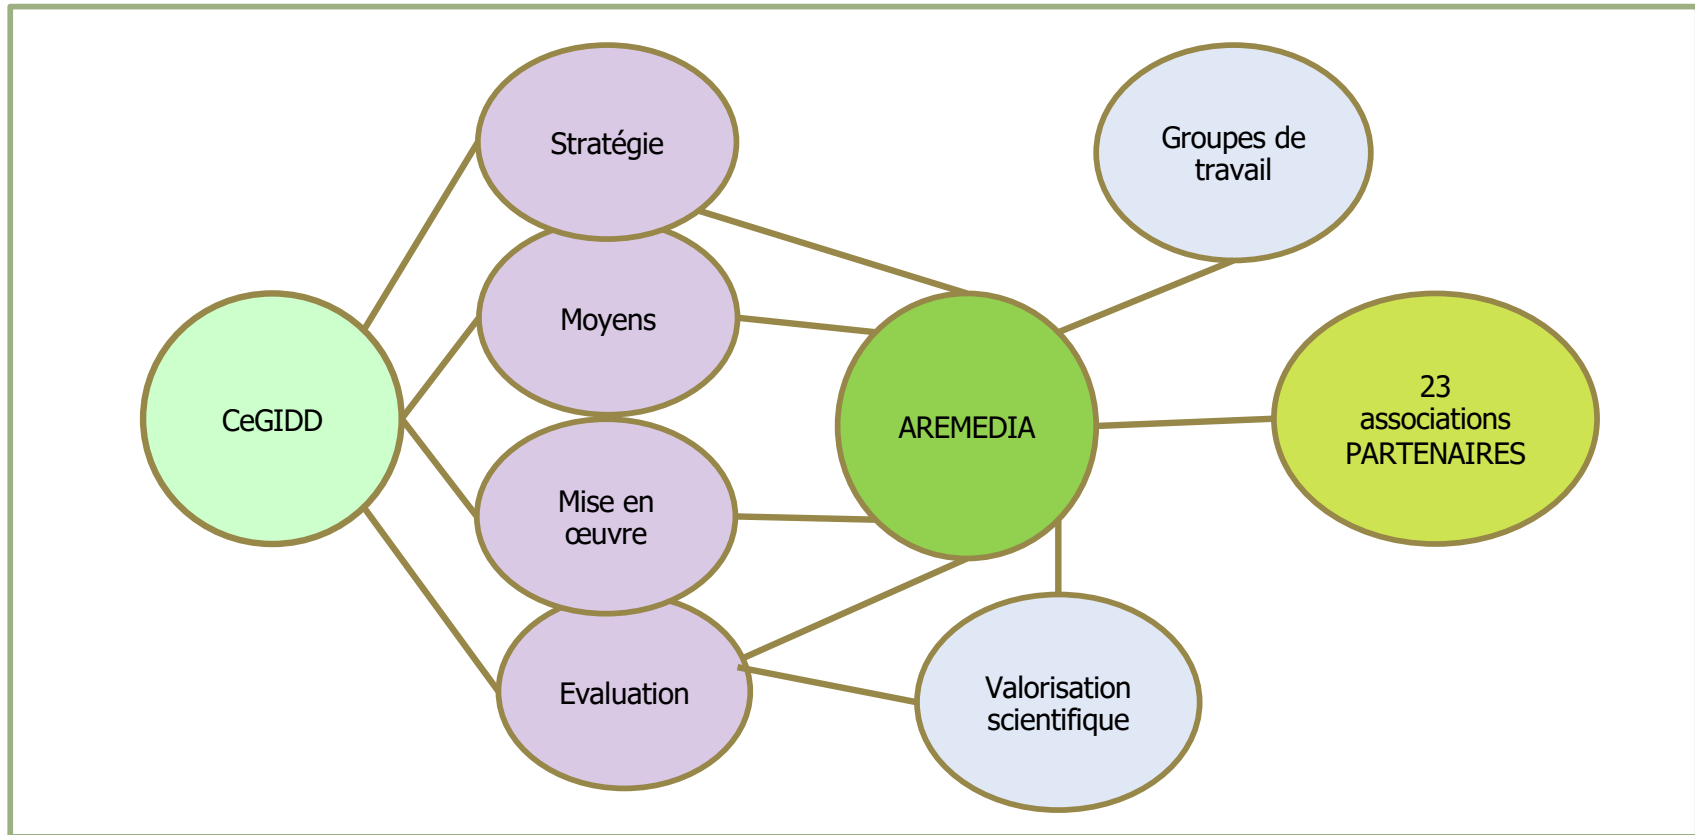 Stratégie
Groupes de
travail
Moyens
CeGIDD
AREMEDIA
23
associations
PARTENAIRES
Mise en
œuvre
Evaluation
Valorisation
scientifique